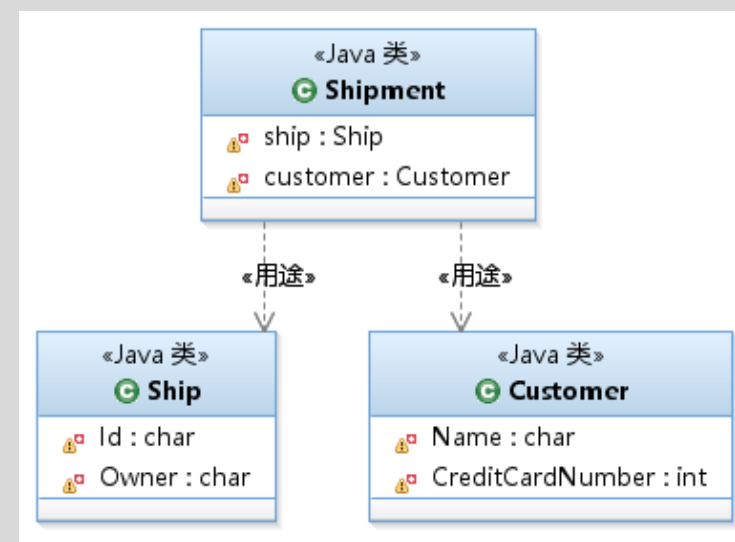 «Java 类»
Shipment
ship : Ship
customer : Customer
«用途» «用途»
«Java 类»
Ship
Id : char
Owner : char
«Java 类»
Customer
Name : char
CreditCardNumber : int